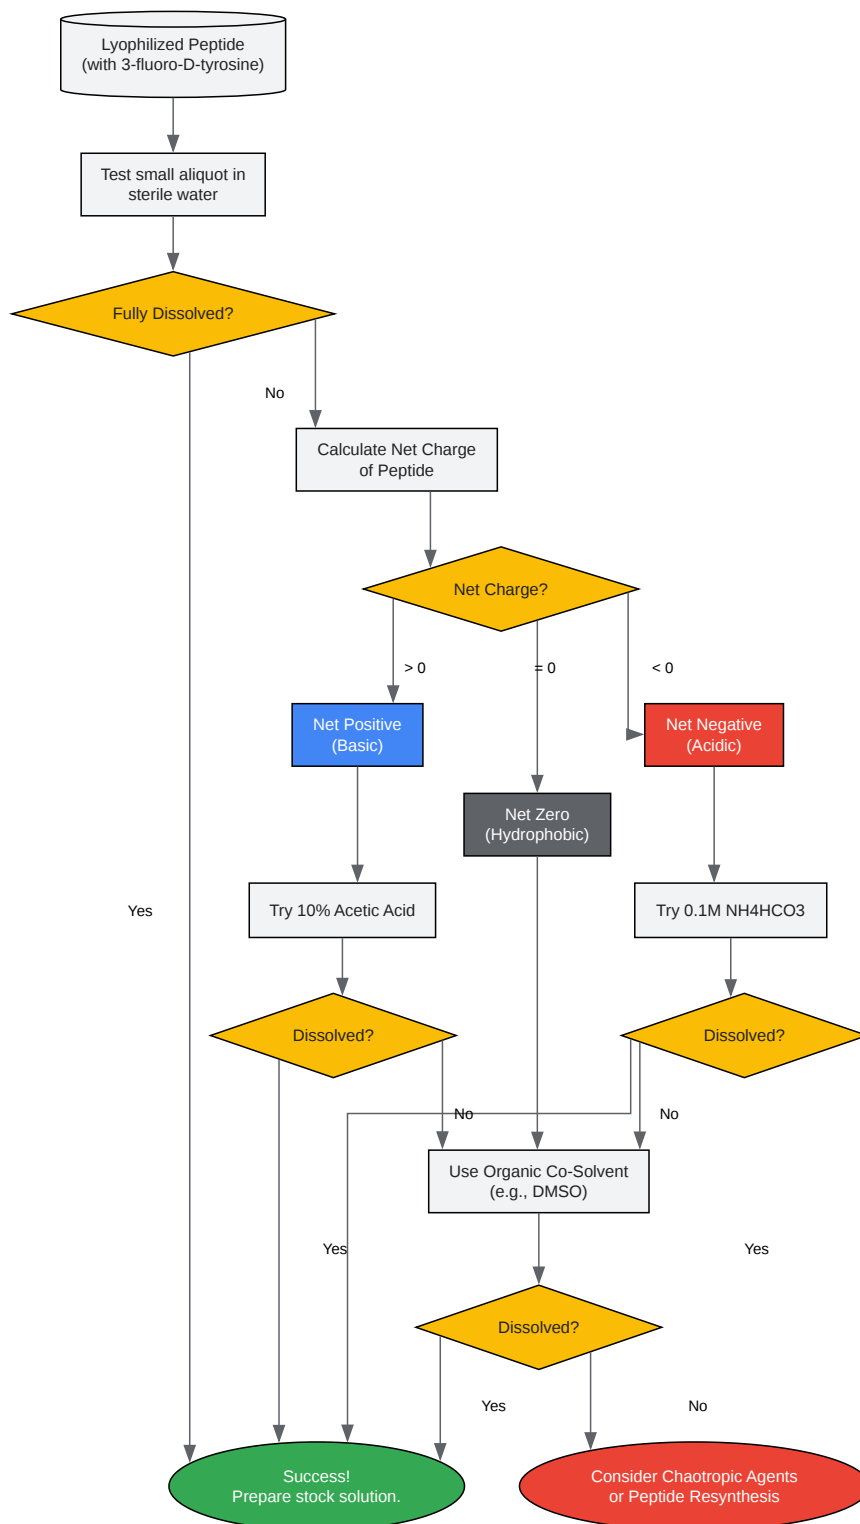 Lyophilized Peptide
(with 3-fluoro-D-tyrosine)
Test small aliquot in
sterile water
Fully Dissolved?
No
Calculate Net Charge
of Peptide
Net Charge?
> 0
= 0
< 0
Net Positive
(Basic)
Net Negative
(Acidic)
Net Zero
(Hydrophobic)
Yes
Try 10% Acetic Acid
Try 0.1M NH4HCO3
Dissolved?
Dissolved?
No
No
Use Organic Co-Solvent
(e.g., DMSO)
Yes
Yes
Dissolved?
Yes
No
Success!
Prepare stock solution.
Consider Chaotropic Agents
or Peptide Resynthesis